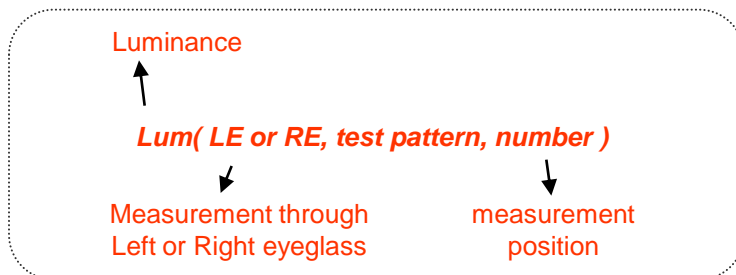 Luminance
Lum( LE or RE, test pattern, number )
Measurement through
Left or Right eyeglass
measurement
position